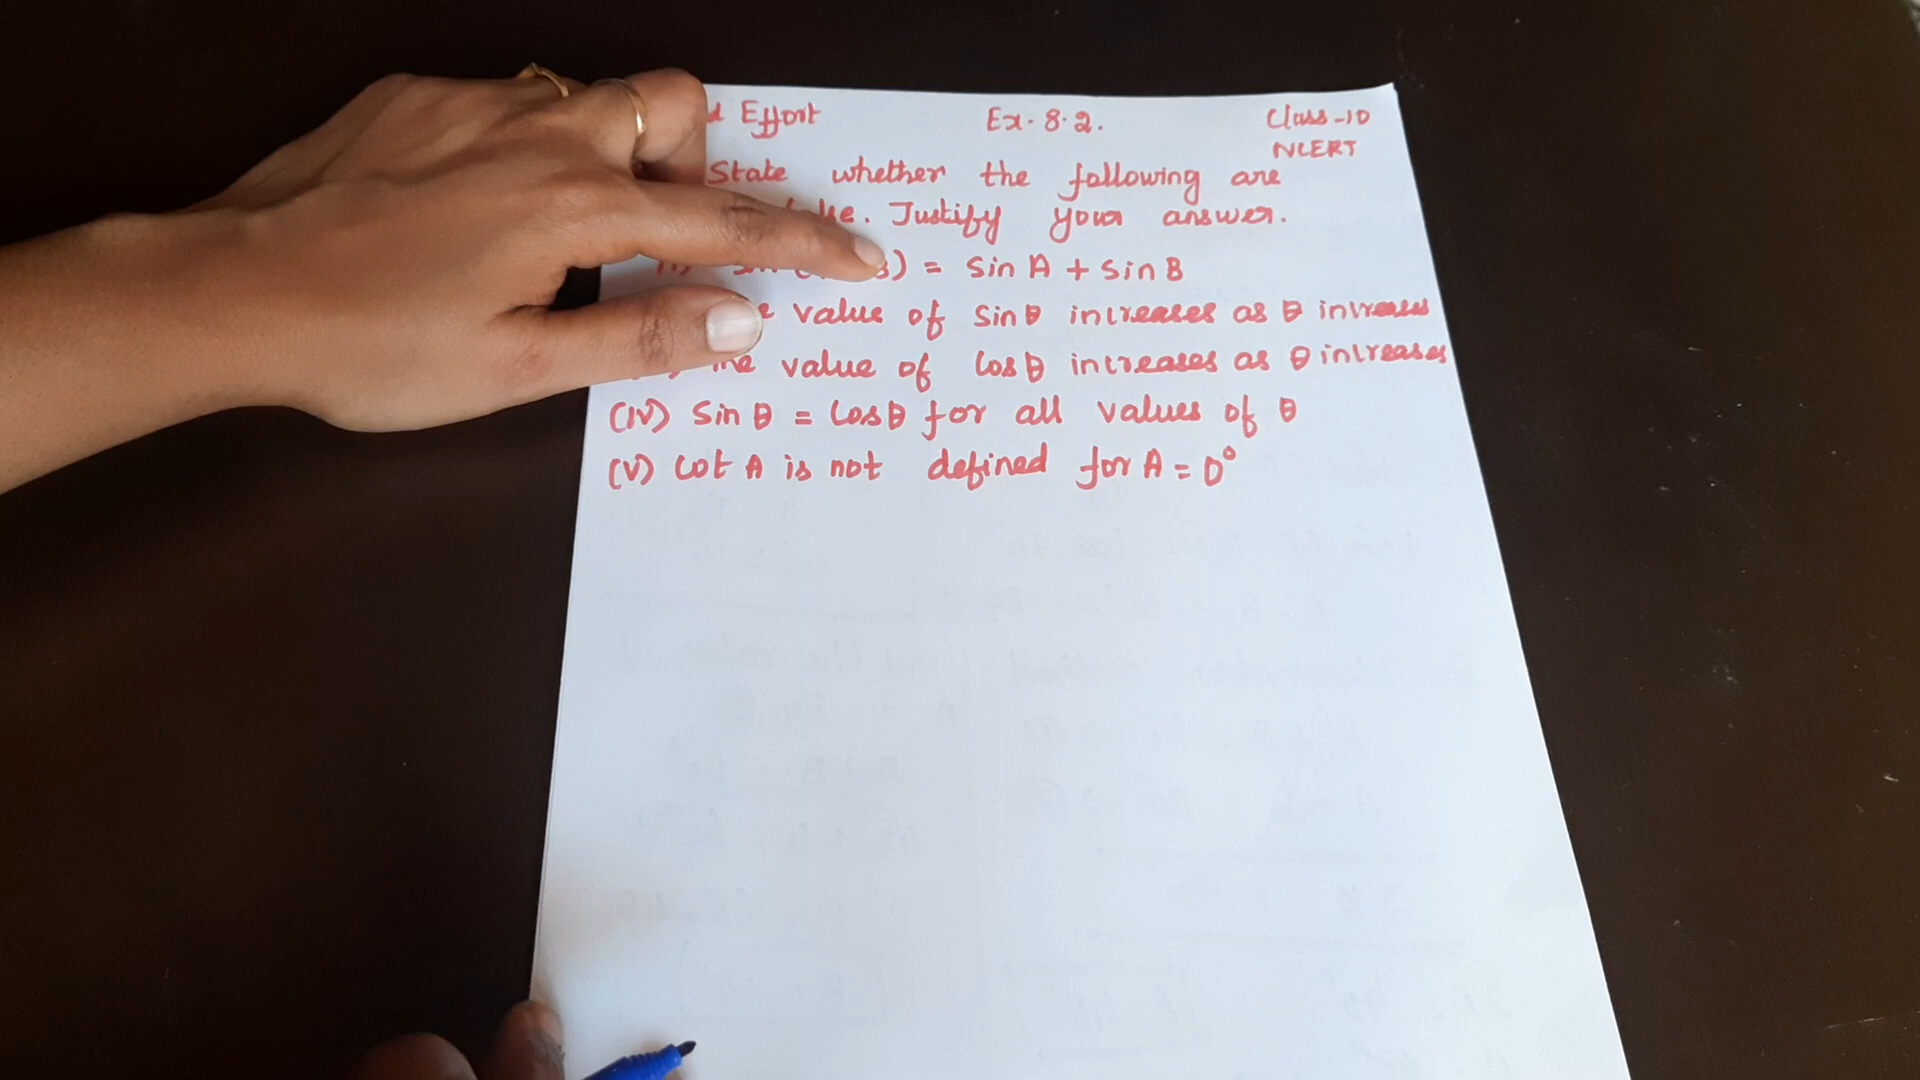 Effort Ex. 8.2. Class-10
NCERT
State whether the following are
Justify your answer.
= Sin A + Sin B
value of Sin θ increases as θ increases
value of Cos θ increases as θ increases
(iv) Sin θ = Cos θ for all values of θ
(v) Cot A is not defined for A = 0°